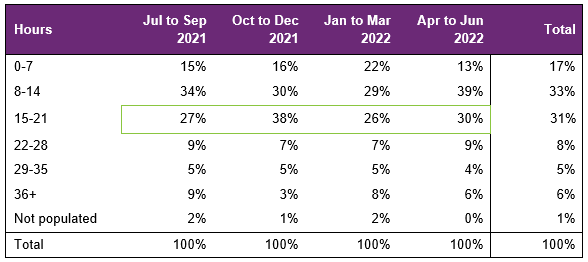 Hours Jul to Sep 2021 Oct to Dec 2021 Jan to Mar 2022 Apr to Jun 2022 Total
0-7 15% 16% 22% 13% 17%
8-14 34% 30% 29% 39% 33%
15-21 27% 38% 26% 30% 31%
22-28 9% 7% 7% 9% 8%
29-35 5% 5% 5% 4% 5%
36+ 9% 3% 8% 6% 6%
Not populated 2% 1% 2% 0% 1%
Total 100% 100% 100% 100% 100%